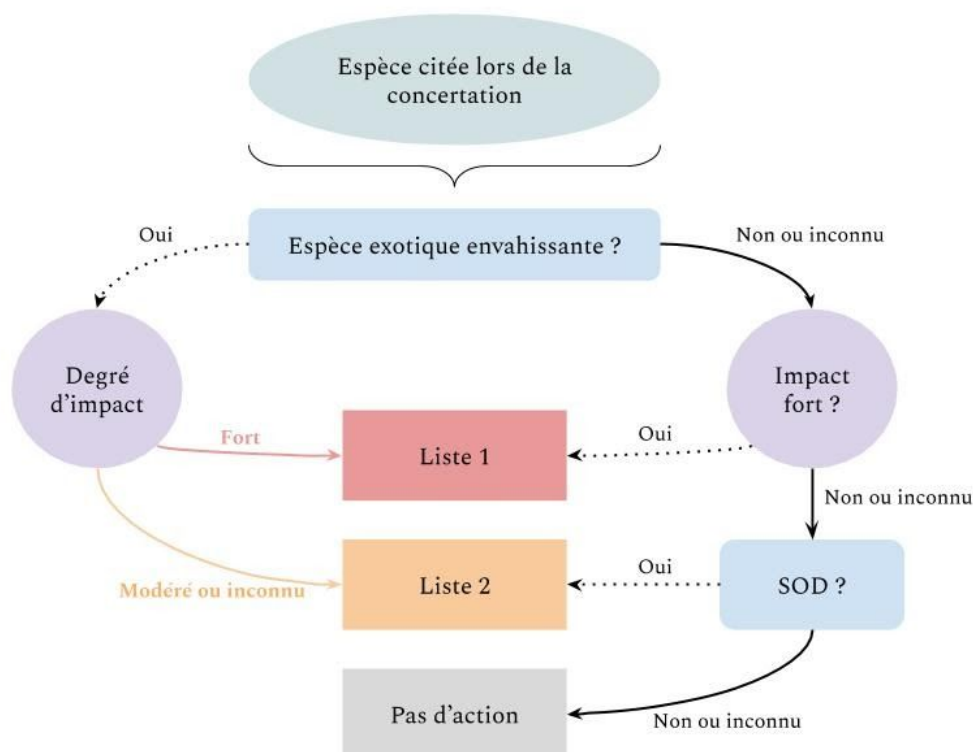 Espèce citée lors de la
concertation
Oui
Espèce exotique envahissante ?
Non ou inconnu
Degré
d’impact
Impact
fort ?
Fort
Liste 1
Oui
Non ou inconnu
Modéré ou inconnu
Liste 2
Oui
SOD ?
Pas d’action
Non ou inconnu